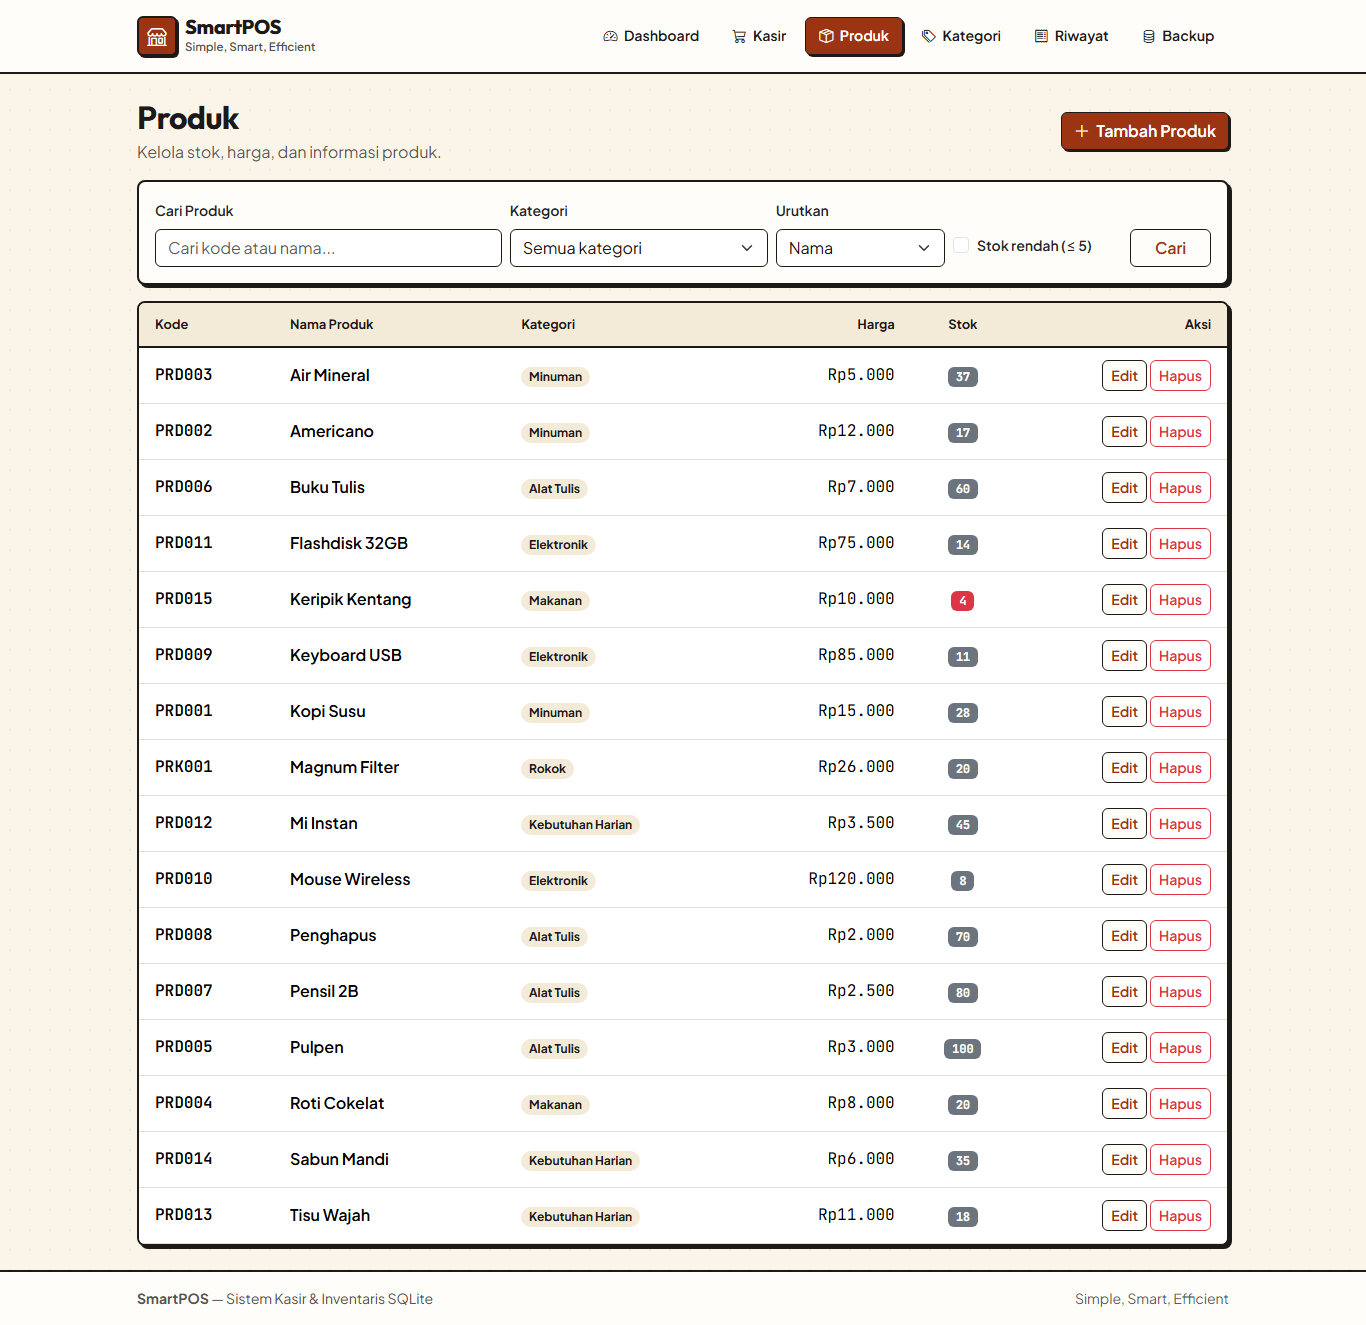 SmartPOS
Simple, Smart, Efficient
Dashboard Kasir Produk Kategori Riwayat Backup
Produk
Kelola stok, harga, dan informasi produk.
+ Tambah Produk
Cari Produk Kategori Urutkan
Cari kode atau nama... Semua kategori Nama Stok rendah (≤ 5) Cari
Kode Nama Produk Kategori Harga Stok Aksi
PRD003 Air Mineral Minuman Rp5.000 37 Edit Hapus
PRD002 Americano Minuman Rp12.000 17 Edit Hapus
PRD006 Buku Tulis Alat Tulis Rp7.000 60 Edit Hapus
PRD011 Flashdisk 32GB Elektronik Rp75.000 14 Edit Hapus
PRD015 Keripik Kentang Makanan Rp10.000 4 Edit Hapus
PRD009 Keyboard USB Elektronik Rp85.000 11 Edit Hapus
PRD001 Kopi Susu Minuman Rp15.000 28 Edit Hapus
PRK001 Magnum Filter Rokok Rp26.000 20 Edit Hapus
PRD012 Mi Instan Kebutuhan Harian Rp3.500 45 Edit Hapus
PRD010 Mouse Wireless Elektronik Rp120.000 8 Edit Hapus
PRD008 Penghapus Alat Tulis Rp2.000 70 Edit Hapus
PRD007 Pensil 2B Alat Tulis Rp2.500 80 Edit Hapus
PRD005 Pulpen Alat Tulis Rp3.000 100 Edit Hapus
PRD004 Roti Cokelat Makanan Rp8.000 20 Edit Hapus
PRD014 Sabun Mandi Kebutuhan Harian Rp6.000 35 Edit Hapus
PRD013 Tisu Wajah Kebutuhan Harian Rp11.000 18 Edit Hapus
SmartPOS — Sistem Kasir & Inventaris SQLite Simple, Smart, Efficient